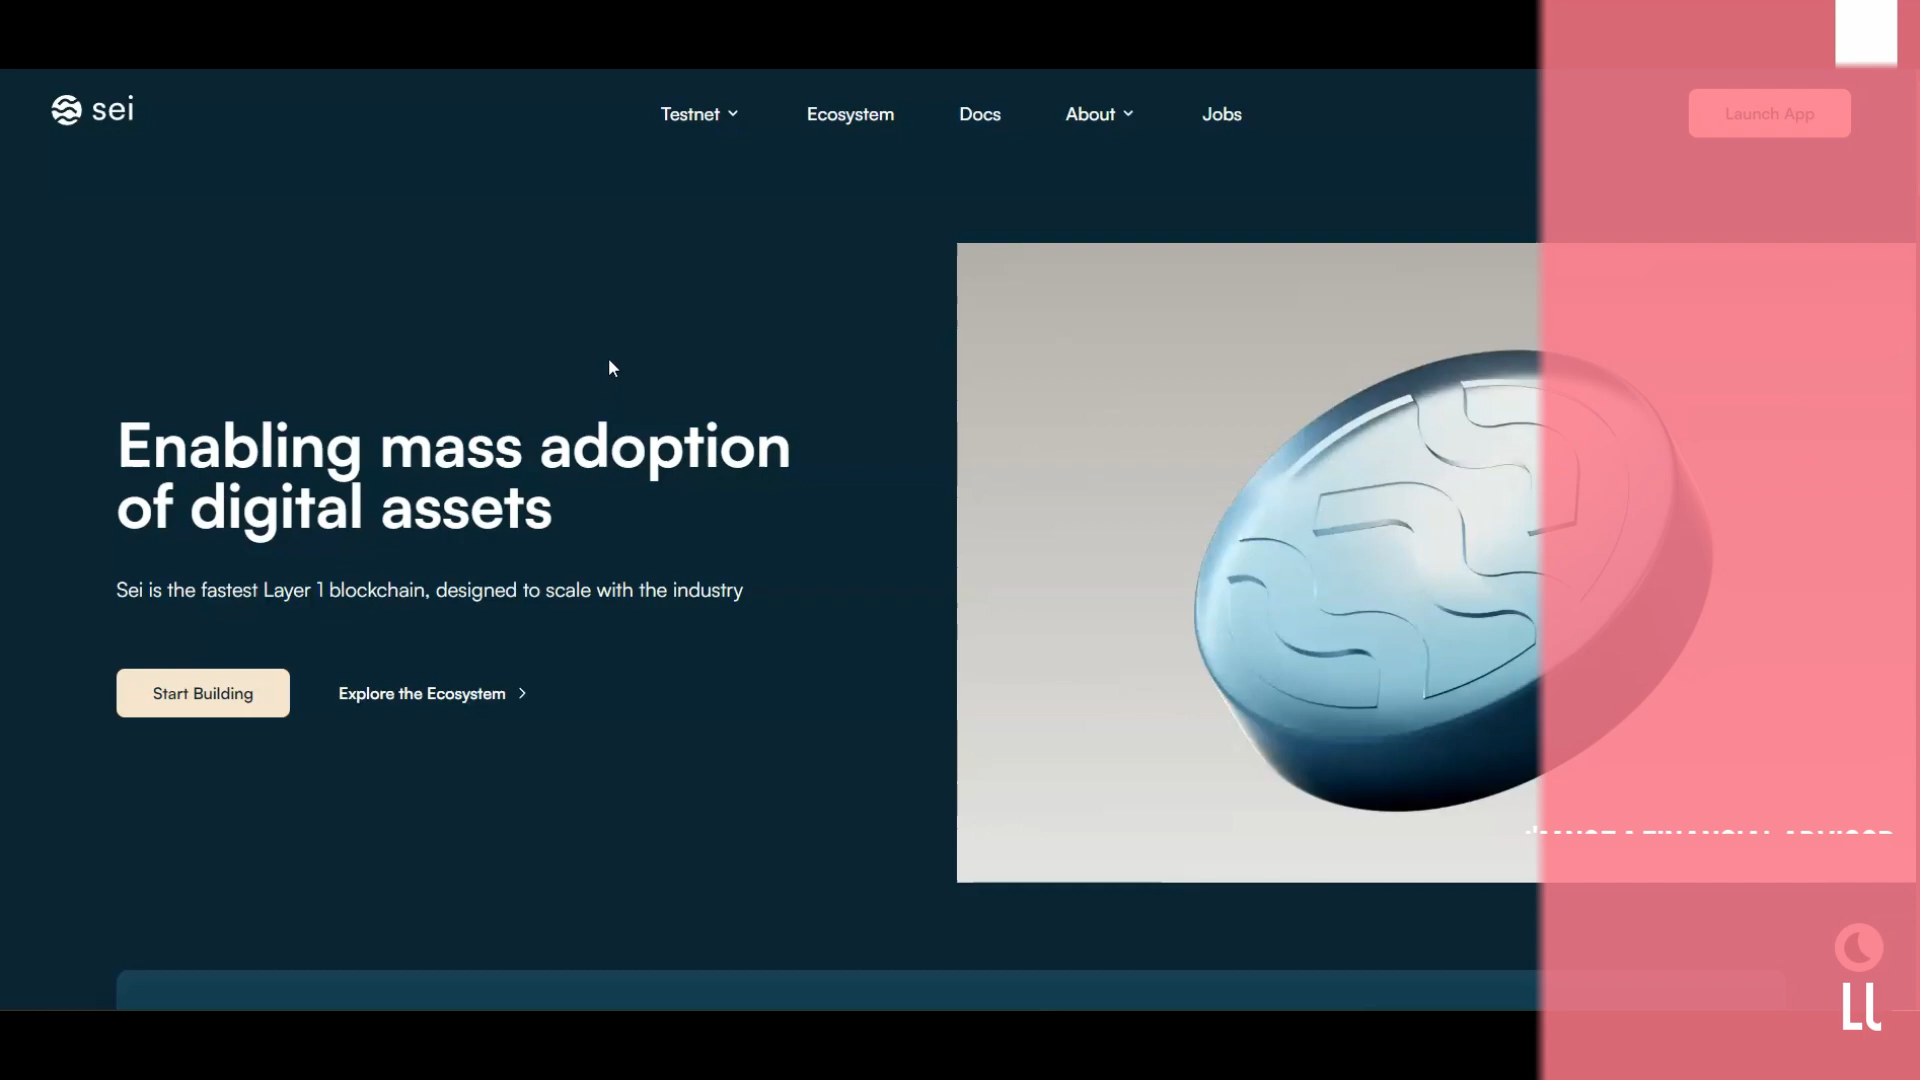 sei
Testnet
Ecosystem
Docs
About
Jobs
Launch App
Enabling mass adoption
of digital assets
Sei is the fastest Layer 1 blockchain, designed to scale with the industry
Start Building
Explore the Ecosystem